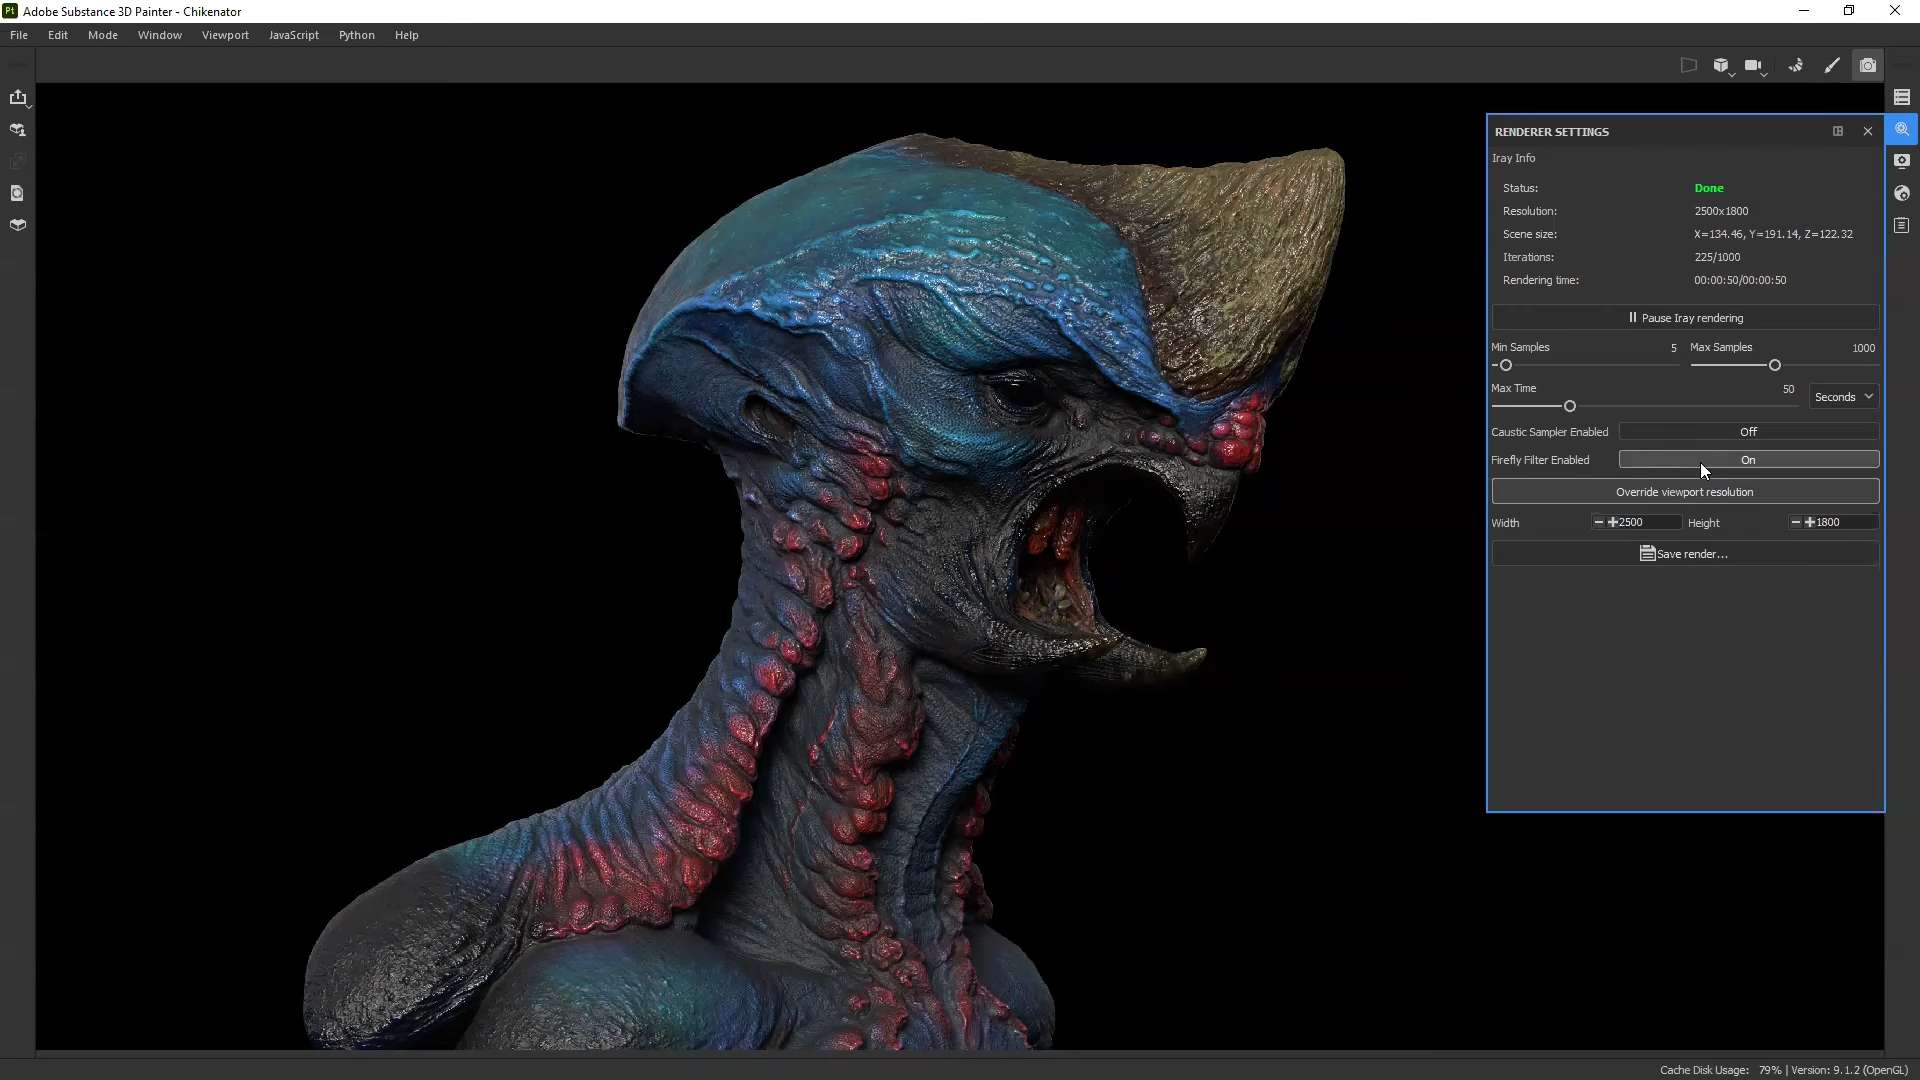 Pt Adobe Substance 3D Painter - Chikenator
File Edit Mode Window Viewport JavaScript Python Help
RENDERER SETTINGS
Iray Info
Status: Done
Resolution: 2500x1800
Scene size: X=134.46, Y=191.14, Z=122.32
Iterations: 225/1000
Rendering time: 00:00:50/00:00:50
Pause Iray rendering
Min Samples 5 Max Samples 1000
Max Time 50 Seconds
Caustic Sampler Enabled Off
Firefly Filter Enabled On
Override viewport resolution
Width 2500 Height 1800
Save render...
Cache Disk Usage: 79% | Version: 9.1.2 (OpenGL)